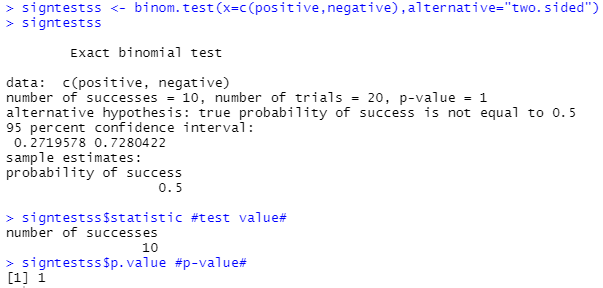 > signtestss <- binom.test(x=c(positive,negative),alternative="two.sided")
> signtestss
Exact binomial test
data:  c(positive, negative)
number of successes = 10, number of trials = 20, p-value = 1
alternative hypothesis: true probability of success is not equal to 0.5
95 percent confidence interval:
 0.2719578 0.7280422
sample estimates:
probability of success
0.5
> signtestss$statistic #test value#
number of successes
10
> signtestss$p.value #p-value#
[1] 1